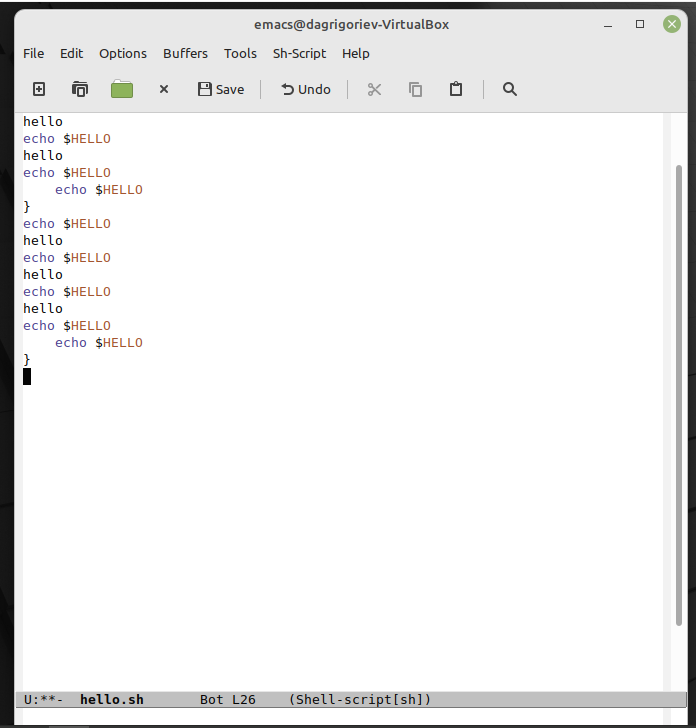 emacs@dagrigoriev-VirtualBox
File Edit Options Buffers Tools Sh-Script Help
Save Undo
hello
echo $HELLO
hello
echo $HELLO
    echo $HELLO
}
echo $HELLO
hello
echo $HELLO
hello
echo $HELLO
hello
echo $HELLO
    echo $HELLO
}
U:**-  hello.sh       Bot L26    (Shell-script[sh])